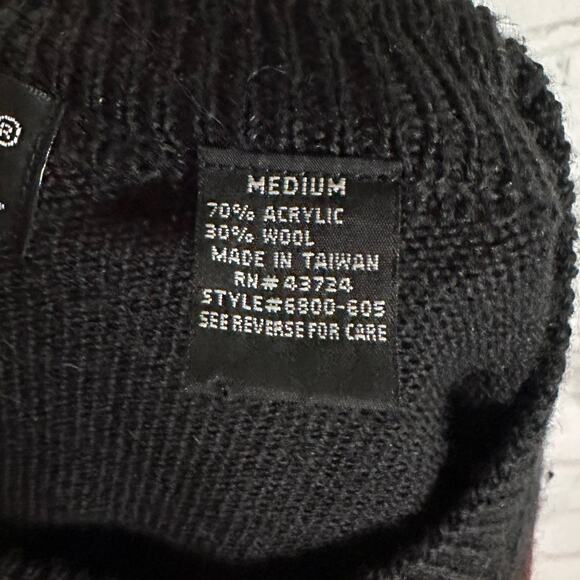 ®
MEDIUM
70% ACRYLIC
30% WOOL
MADE IN TAIWAN
RN# 43724
STYLE#6800-605
SEE REVERSE FOR CARE